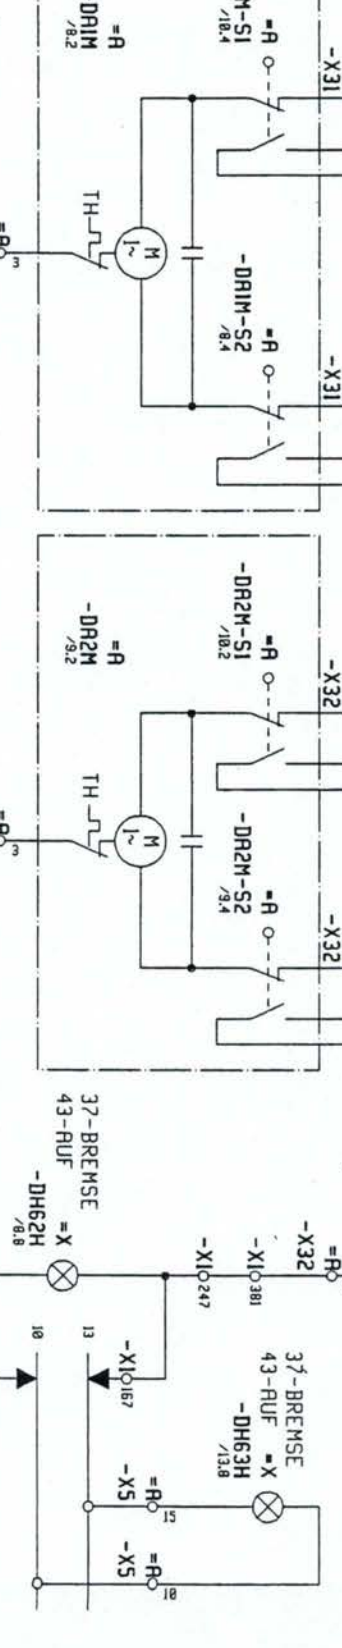 -X31
-X31
-X32
-X32
=A
-X32
=A
M-S1
/10.4
=A
-DA1M-S2
/8.4
=A
-DA2M-S1
/10.2
=A
-DA2M-S2
/9.4
-X1 381
-X1 247
37-BREMSE
43-AUF
=X
-DH63H
/13.8
=A
DA1M
/8.2
M
1~
TH
=A
-DA2M
/9.2
M
1~
TH
-X1 167
=A
-X5 15
=A
-X5 10
37-BREMSE
43-AUF
=X
-DH62H
/8.8
13
10
=A
3
=A
3